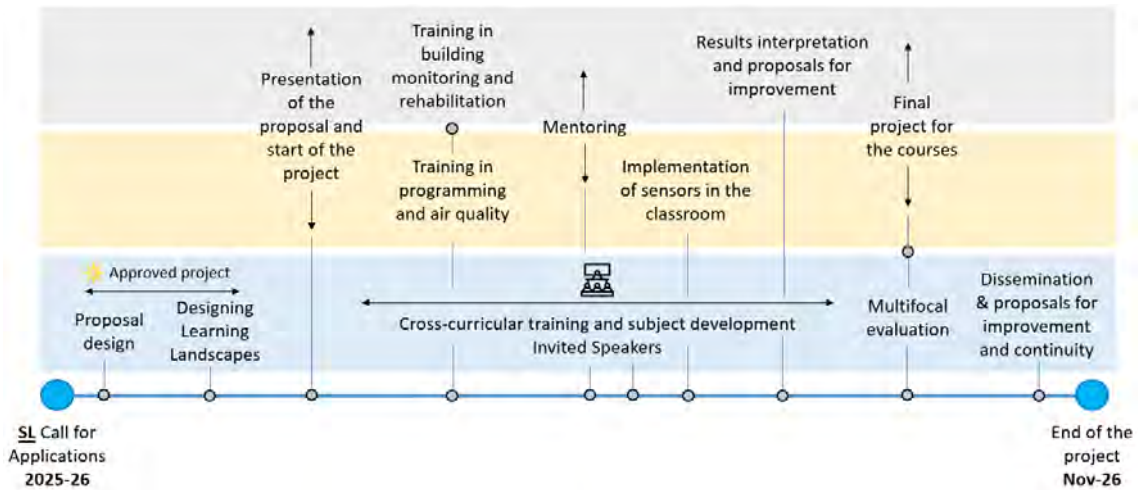 Presentation
of the
proposal and
start of the
project
Training in
building
monitoring and
rehabilitation
Training in
programming
and air quality
Mentoring
Implementation
of sensors in the
classroom
Results interpretation
and proposals for
improvement
Final
project for
the courses
Approved project
Proposal
design
Designing
Learning
Landscapes
Cross-curricular training and subject development
Invited Speakers
Multifocal
evaluation
Dissemination
& proposals for
improvement
and continuity
SL Call for
Applications
2025-26
End of the
project
Nov-26